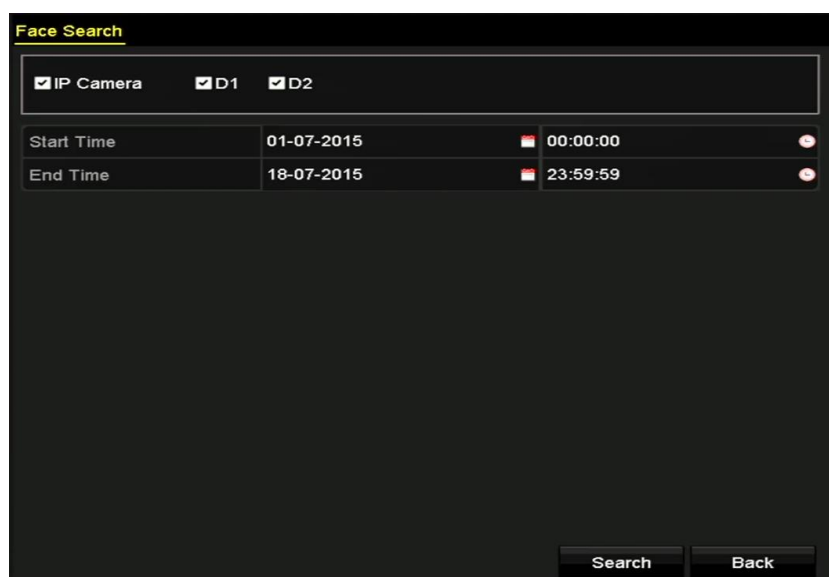 Face Search
IP Camera D1 D2
Start Time 01-07-2015 00:00:00
End Time 18-07-2015 23:59:59
Search Back